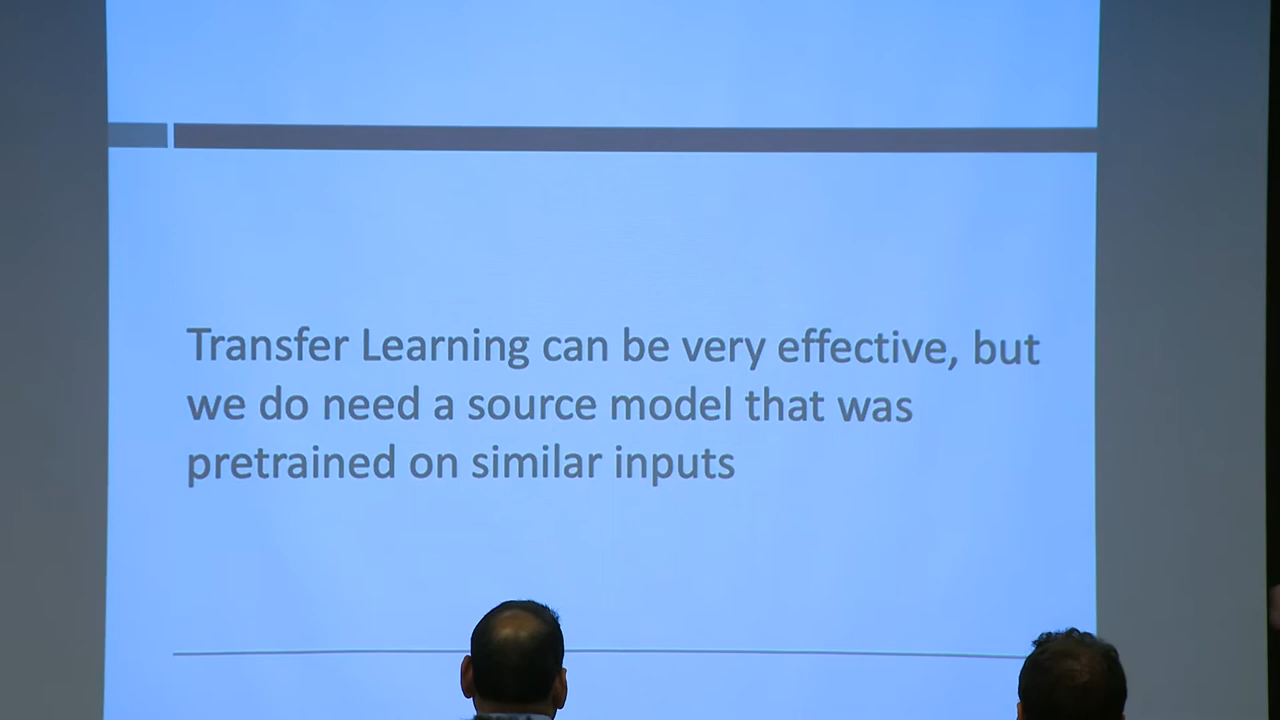 Transfer Learning can be very effective, but
we do need a source model that was
pretrained on similar inputs